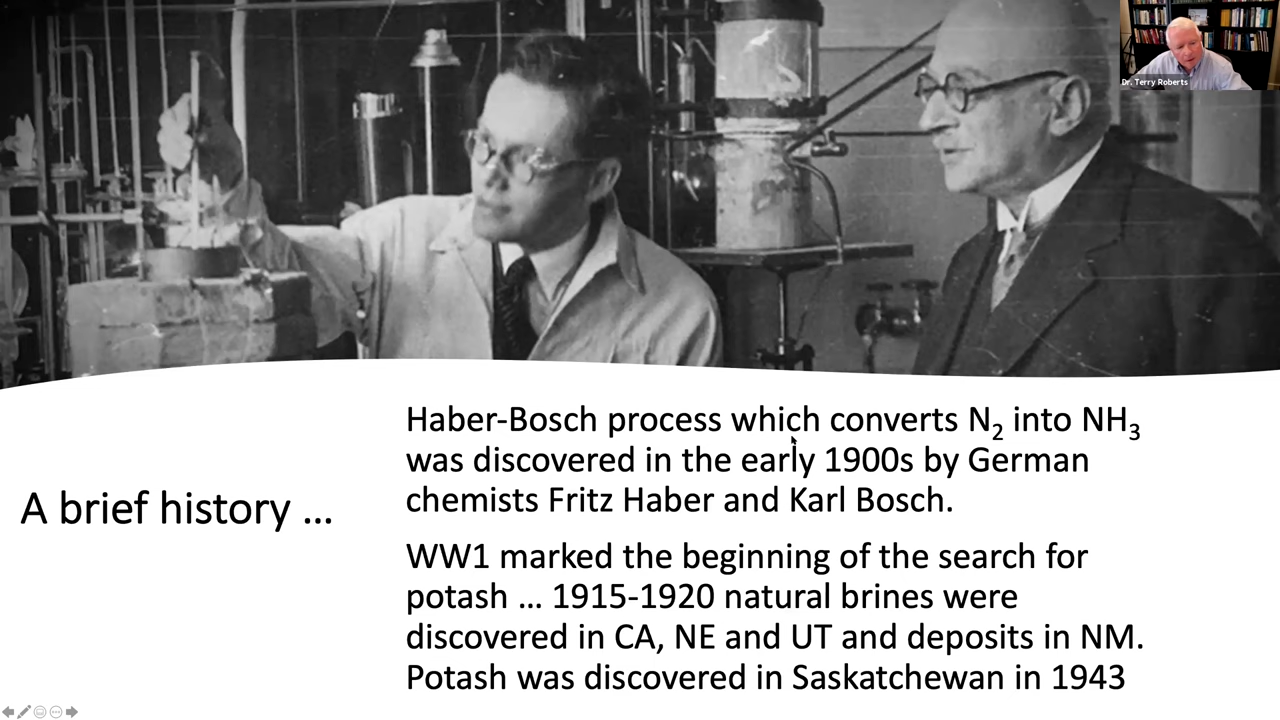 Dr. Terry Roberts
A brief history ...
Haber-Bosch process which converts N₂ into NH₃
was discovered in the early 1900s by German
chemists Fritz Haber and Karl Bosch.
WW1 marked the beginning of the search for
potash ... 1915-1920 natural brines were
discovered in CA, NE and UT and deposits in NM.
Potash was discovered in Saskatchewan in 1943